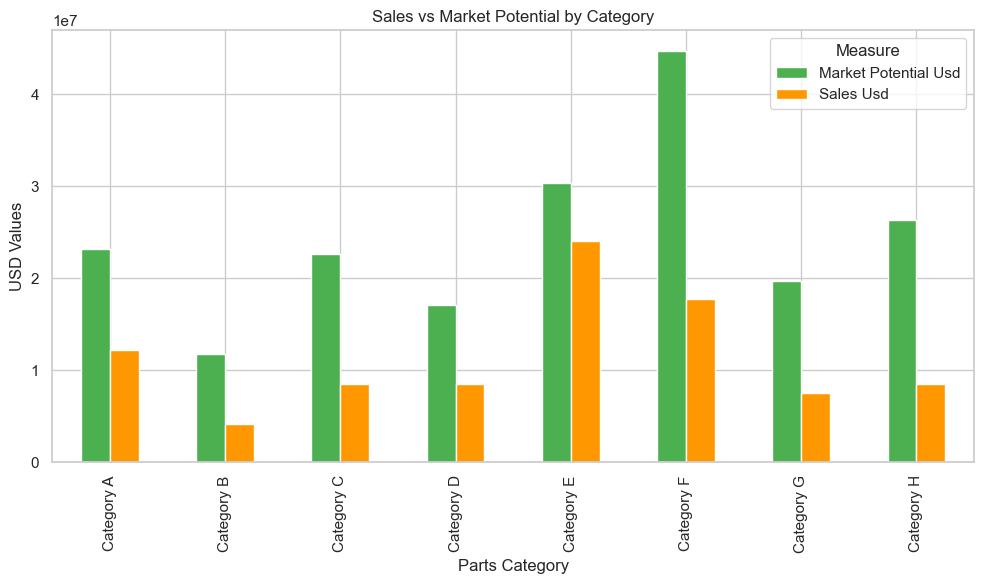 Sales vs Market Potential by Category
1e7
Measure
Market Potential Usd
Sales Usd
USD Values
4
3
2
1
0
Category A
Category B
Category C
Category D
Category E
Category F
Category G
Category H
Parts Category